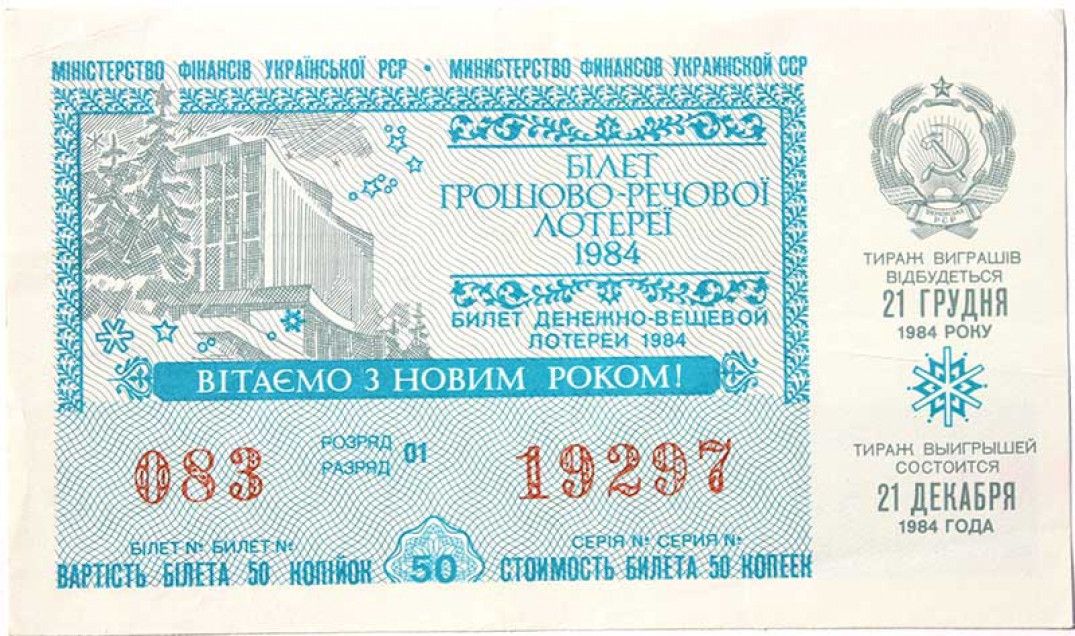 МІНІСТЕРСТВО ФІНАНСІВ УКРАЇНСЬКОЇ РСР • МИНИСТЕРСТВО ФИНАНСОВ УКРАИНСКОЙ ССР
БІЛЕТ
ГРОШОВО-РЕЧОВОЇ
ЛОТЕРЕЇ
1984
БИЛЕТ ДЕНЕЖНО-ВЕЩЕВОЙ
ЛОТЕРЕИ 1984
ВІТАЄМО З НОВИМ РОКОМ!
083
РОЗРЯД
РАЗРЯД 01
19297
БІЛЕТ № БИЛЕТ №
СЕРІЯ № СЕРИЯ №
ВАРТІСТЬ БІЛЕТА 50 КОПІЙОК 50 СТОИМОСТЬ БИЛЕТА 50 КОПЕЕК
УКРАЇНСЬКА
РСР
ТИРАЖ ВИГРАШІВ
ВІДБУДЕТЬСЯ
21 ГРУДНЯ
1984 РОКУ
ТИРАЖ ВЫИГРЫШЕЙ
СОСТОИТСЯ
21 ДЕКАБРЯ
1984 ГОДА